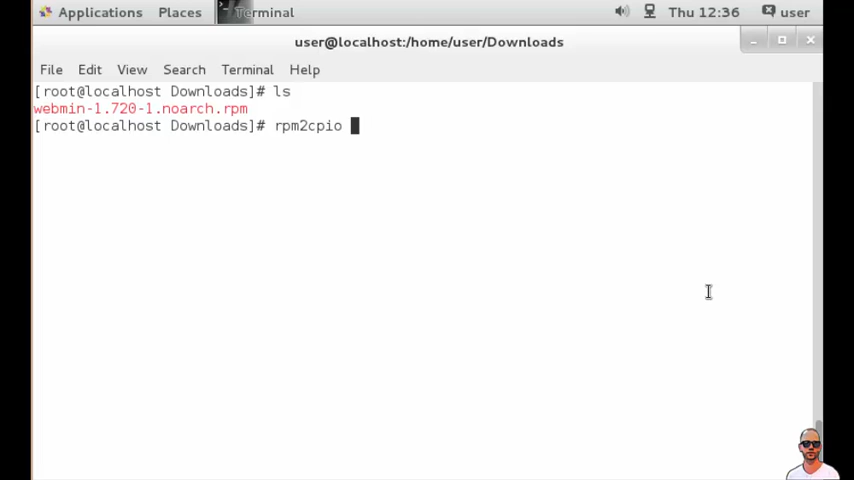 Applications Places Terminal Thu 12:36 user
user@localhost:/home/user/Downloads
File Edit View Search Terminal Help
[root@localhost Downloads]# ls
webmin-1.720-1.noarch.rpm
[root@localhost Downloads]# rpm2cpio